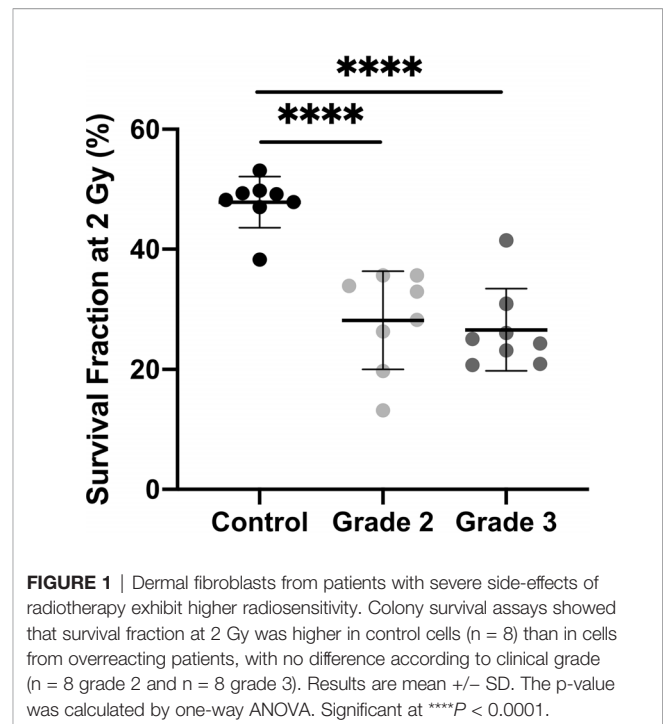 ****
****
Survival Fraction at 2 Gy (%)
60
40
20
0
Control Grade 2 Grade 3
FIGURE 1 | Dermal fibroblasts from patients with severe side-effects of
radiotherapy exhibit higher radiosensitivity. Colony survival assays showed
that survival fraction at 2 Gy was higher in control cells (n = 8) than in cells
from overreacting patients, with no difference according to clinical grade
(n = 8 grade 2 and n = 8 grade 3). Results are mean +/− SD. The p-value
was calculated by one-way ANOVA. Significant at ****P < 0.0001.